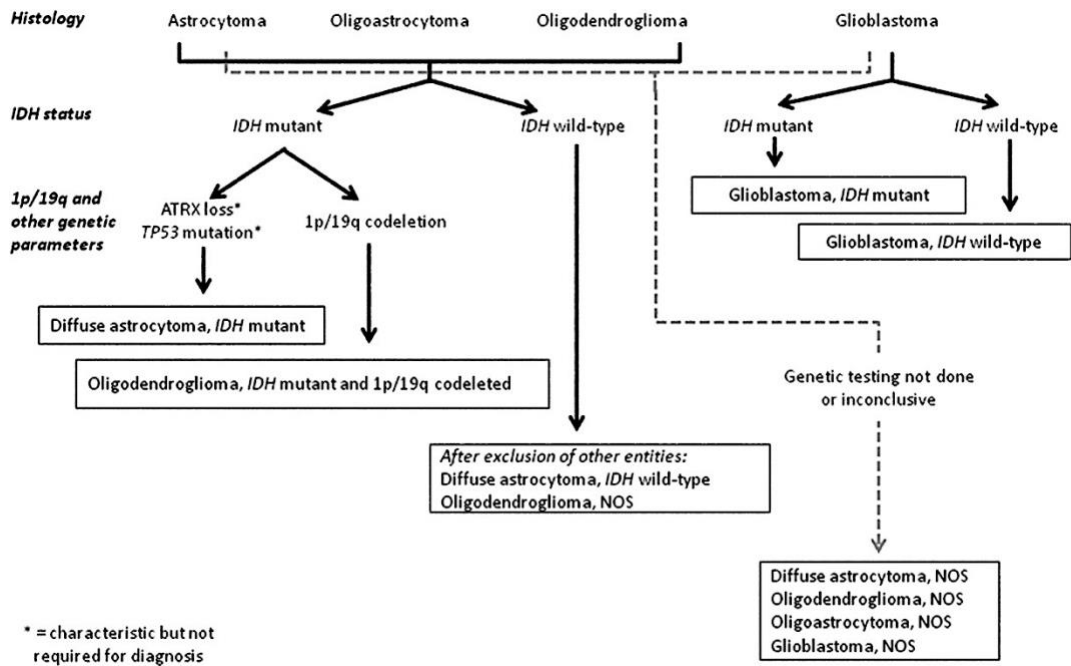 Histology
Astrocytoma
Oligoastrocytoma
Oligodendroglioma
Glioblastoma
IDH status
IDH mutant
IDH wild-type
IDH mutant
IDH wild-type
1p/19q and
other genetic
parameters
ATRX loss*
TP53 mutation*
1p/19q codeletion
Glioblastoma, IDH mutant
Glioblastoma, IDH wild-type
Diffuse astrocytoma, IDH mutant
Oligodendroglioma, IDH mutant and 1p/19q codeleted
Genetic testing not done
or inconclusive
After exclusion of other entities:
Diffuse astrocytoma, IDH wild-type
Oligodendroglioma, NOS
Diffuse astrocytoma, NOS
Oligodendroglioma, NOS
Oligoastrocytoma, NOS
Glioblastoma, NOS
* = characteristic but not
required for diagnosis